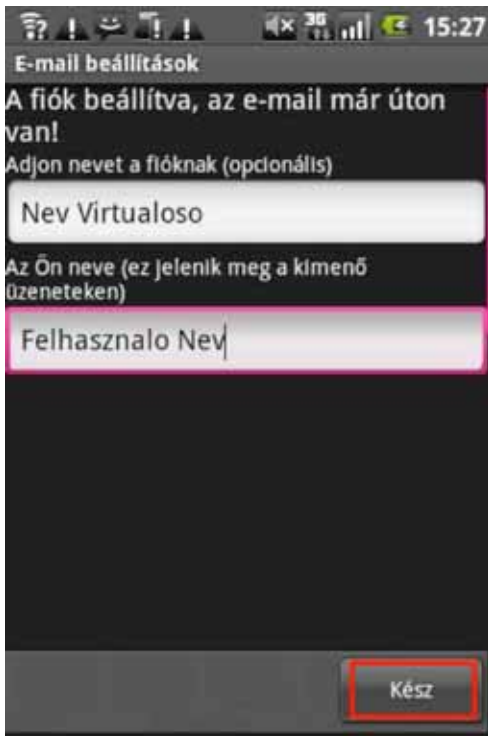 3G 15:27
E-mail beállítások
A fiók beállítva, az e-mail már úton
van!
Adjon nevet a fióknak (opcionális)
Nev Virtualoso
Az Ön neve (ez jelenik meg a kimenő
üzeneteken)
Felhasznalo Nev
Kész